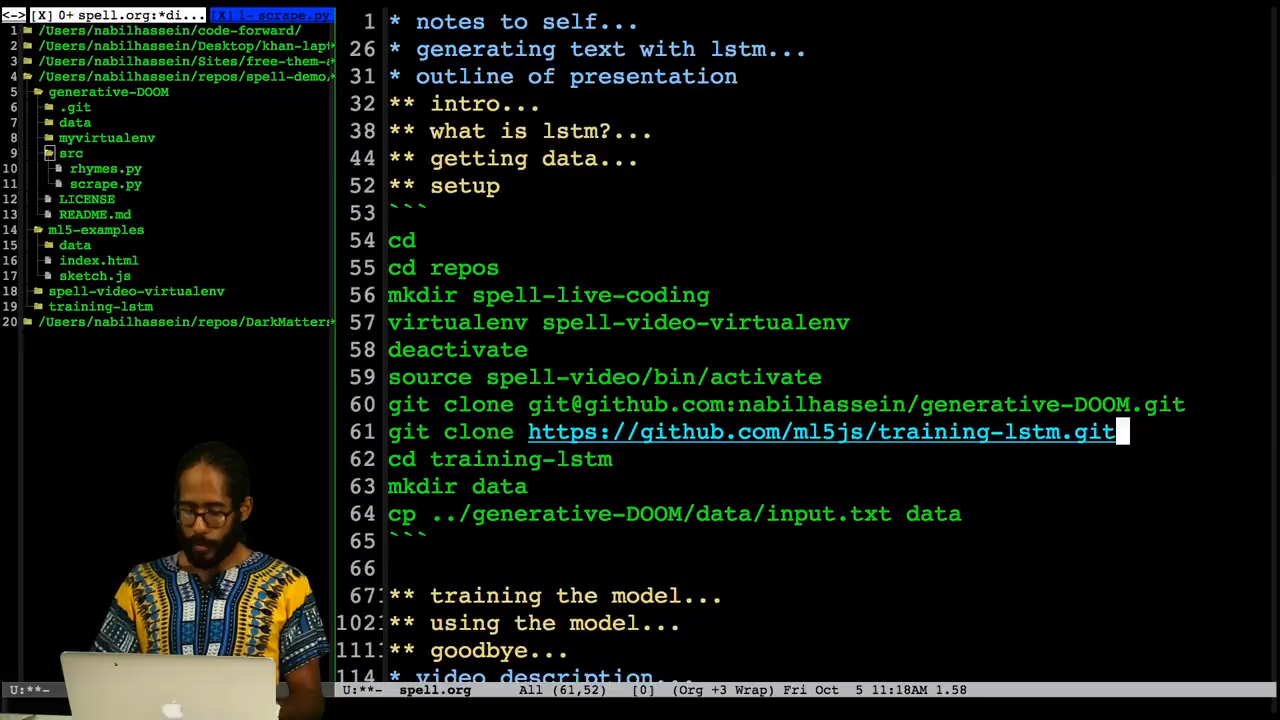 <-> [X] 0+ spell.org:*di... [X] 1- scrape.py
1 /Users/nabilhassein/code-forward/
2 /Users/nabilhassein/Desktop/khan-lapt
3 /Users/nabilhassein/Sites/free-them-a
4 /Users/nabilhassein/repos/spell-demo/
5 generative-DOOM
6 .git
7 data
8 myvirtualenv
9 src
10 rhymes.py
11 scrape.py
12 LICENSE
13 README.md
14 ml5-examples
15 data
16 index.html
17 sketch.js
18 spell-video-virtualenv
19 training-lstm
20 /Users/nabilhassein/repos/DarkMatters
1 * notes to self...
26 * generating text with lstm...
31 * outline of presentation
32 ** intro...
38 ** what is lstm?...
44 ** getting data...
52 ** setup
53 ```
54 cd
55 cd repos
56 mkdir spell-live-coding
57 virtualenv spell-video-virtualenv
58 deactivate
59 source spell-video/bin/activate
60 git clone git@github.com:nabilhassein/generative-DOOM.git
61 git clone https://github.com/ml5js/training-lstm.git
62 cd training-lstm
63 mkdir data
64 cp ../generative-DOOM/data/input.txt data
65 ```
66
67 ** training the model...
102 ** using the model...
111 ** goodbye...
114 * video description...
U:**-
U:**- spell.org All (61,52) [0] (Org +3 Wrap) Fri Oct 5 11:18AM 1.58